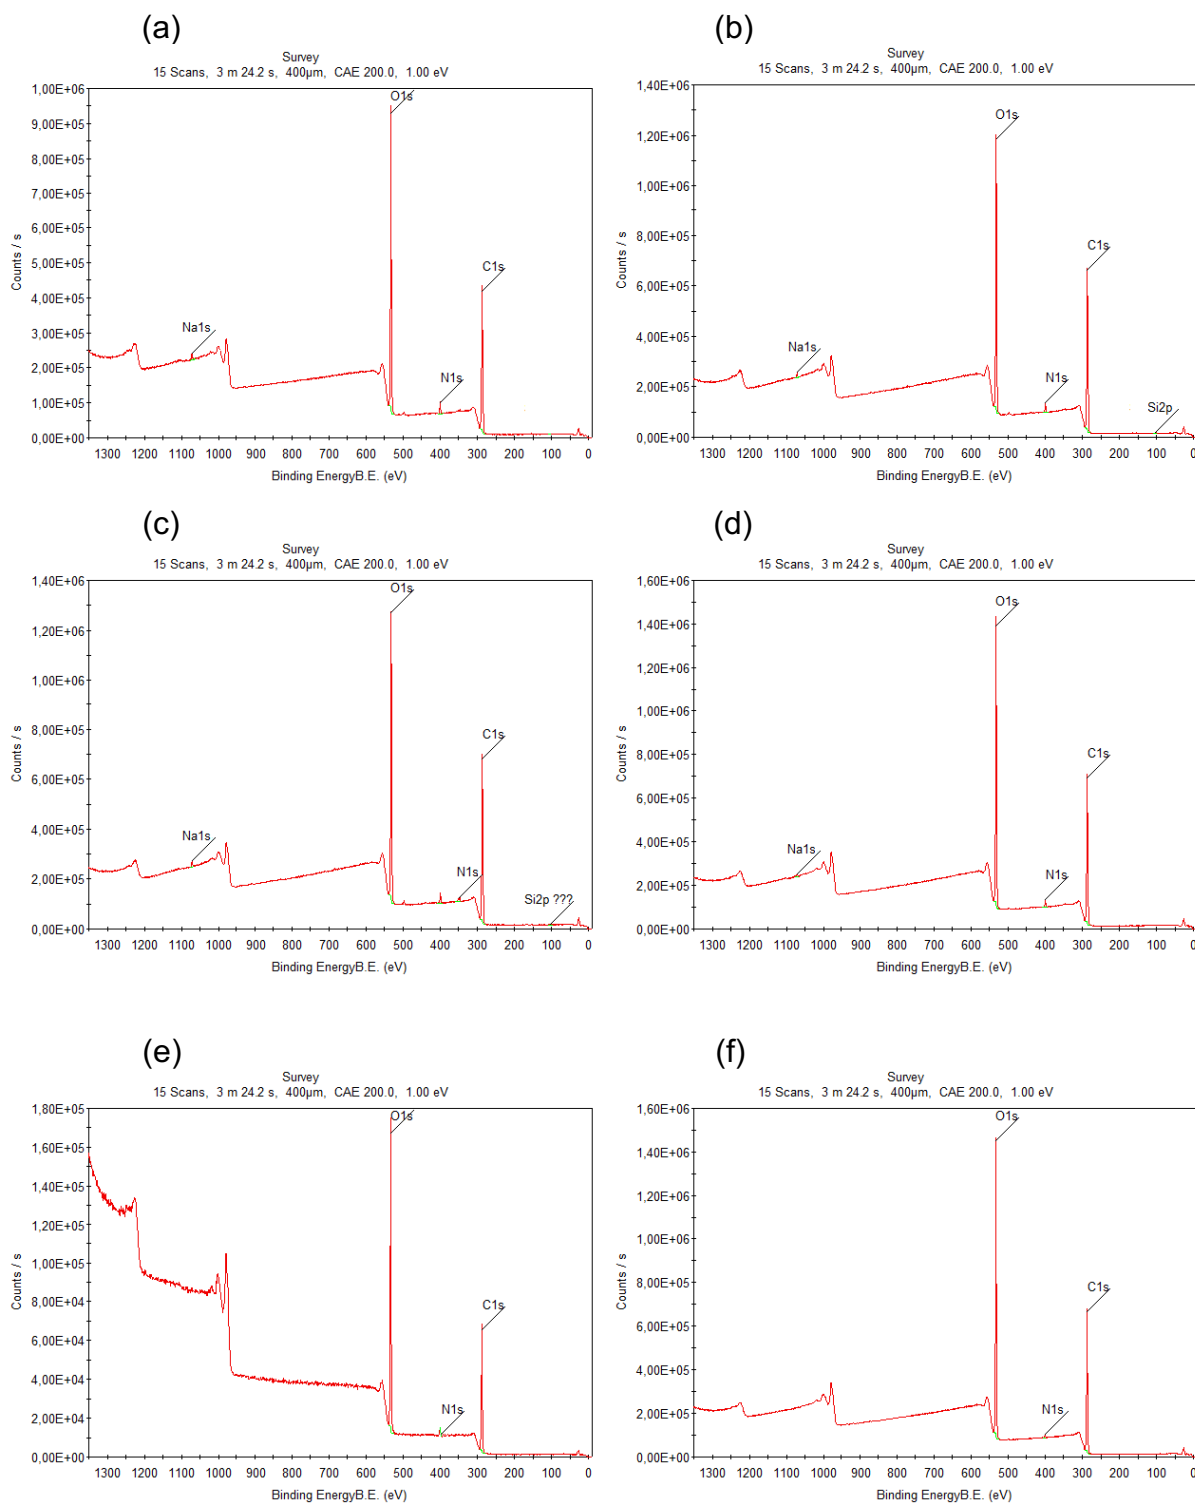 (a)
Survey
15 Scans, 3 m 24.2 s, 400µm, CAE 200.0, 1.00 eV
1,00E+06
9,00E+05
8,00E+05
7,00E+05
6,00E+05
5,00E+05
4,00E+05
3,00E+05
2,00E+05
1,00E+05
0,00E+00
Counts / s
O1s
C1s
Na1s
N1s
1300 1200 1100 1000 900 800 700 600 500 400 300 200 100 0
Binding EnergyB.E. (eV)
(b)
Survey
15 Scans, 3 m 24.2 s, 400µm, CAE 200.0, 1.00 eV
1,40E+06
1,20E+06
1,00E+06
8,00E+05
6,00E+05
4,00E+05
2,00E+05
0,00E+00
Counts / s
O1s
C1s
Na1s
N1s
Si2p
1300 1200 1100 1000 900 800 700 600 500 400 300 200 100 0
Binding EnergyB.E. (eV)
(c)
Survey
15 Scans, 3 m 24.2 s, 400µm, CAE 200.0, 1.00 eV
1,40E+06
1,20E+06
1,00E+06
8,00E+05
6,00E+05
4,00E+05
2,00E+05
0,00E+00
Counts / s
O1s
C1s
Na1s
N1s
Si2p ???
1300 1200 1100 1000 900 800 700 600 500 400 300 200 100 0
Binding EnergyB.E. (eV)
(d)
Survey
15 Scans, 3 m 24.2 s, 400µm, CAE 200.0, 1.00 eV
1,60E+06
1,40E+06
1,20E+06
1,00E+06
8,00E+05
6,00E+05
4,00E+05
2,00E+05
0,00E+00
Counts / s
O1s
C1s
Na1s
N1s
1300 1200 1100 1000 900 800 700 600 500 400 300 200 100 0
Binding EnergyB.E. (eV)
(e)
Survey
15 Scans, 3 m 24.2 s, 400µm, CAE 200.0, 1.00 eV
1,80E+05
1,60E+05
1,40E+05
1,20E+05
1,00E+05
8,00E+04
6,00E+04
4,00E+04
2,00E+04
0,00E+00
Counts / s
O1s
C1s
N1s
1300 1200 1100 1000 900 800 700 600 500 400 300 200 100 0
Binding EnergyB.E. (eV)
(f)
Survey
15 Scans, 3 m 24.2 s, 400µm, CAE 200.0, 1.00 eV
1,60E+06
1,40E+06
1,20E+06
1,00E+06
8,00E+05
6,00E+05
4,00E+05
2,00E+05
0,00E+00
Counts / s
O1s
C1s
N1s
1300 1200 1100 1000 900 800 700 600 500 400 300 200 100 0
Binding EnergyB.E. (eV)